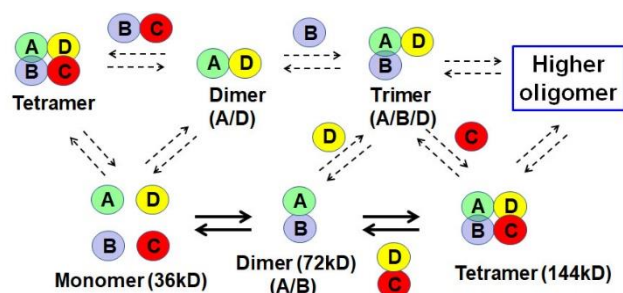 B C
B
A D
B C
Tetramer
A D
Dimer
(A/D)
A D
B
Trimer
(A/B/D)
Higher
oligomer
D
C
A D
B C
Monomer (36kD)
A
B
Dimer (72kD)
(A/B)
D
C
A D
B C
Tetramer (144kD)